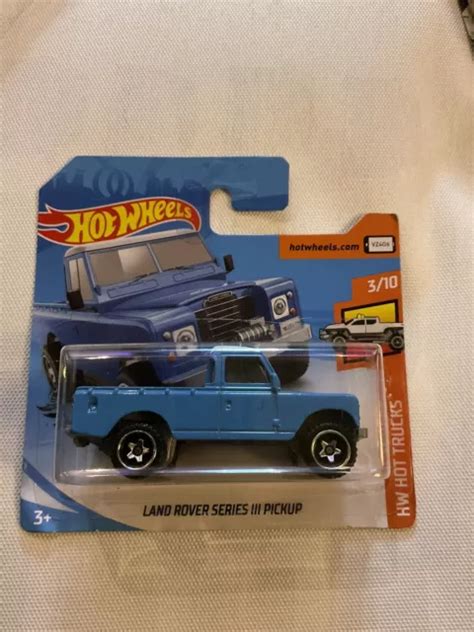 HOT WHEELS
hotwheels.com
3/10
HW HOT TRUCKS
3+
LAND ROVER SERIES III PICKUP